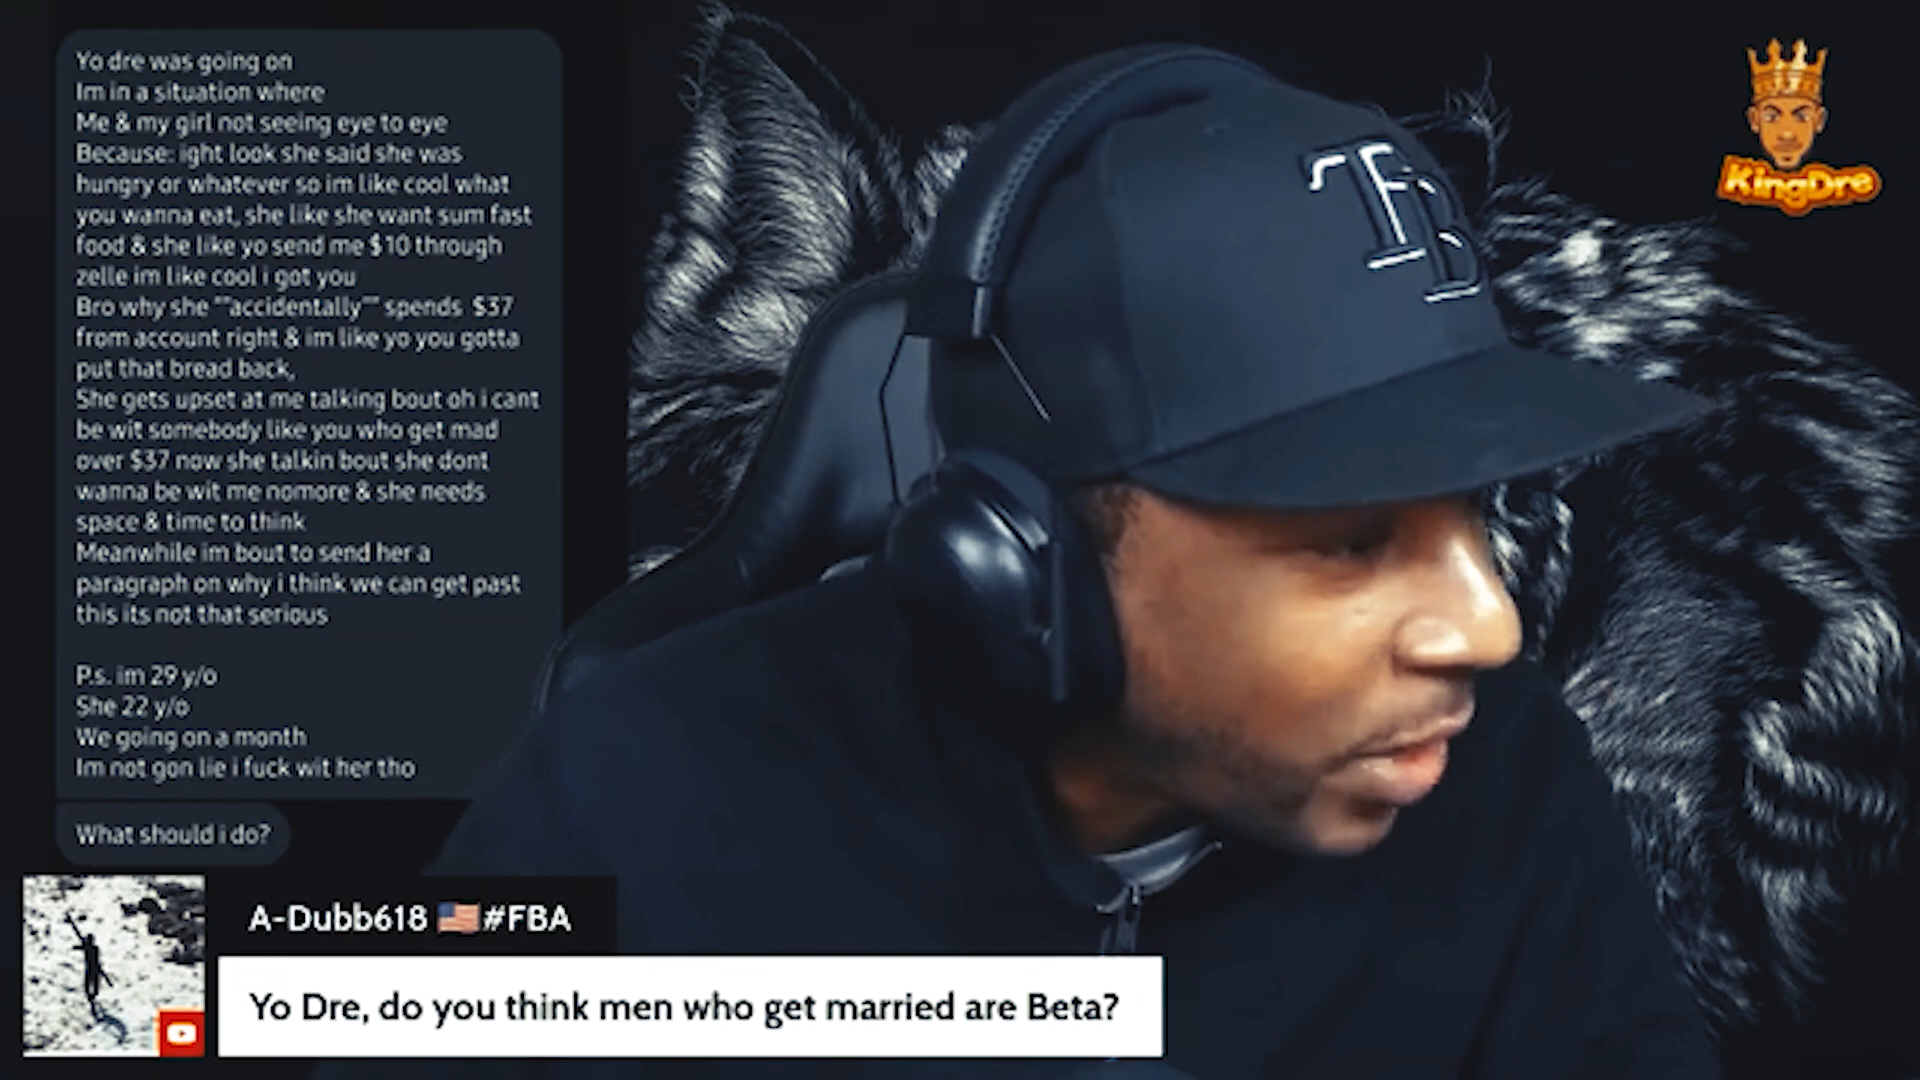 Yo dre was going on
Im in a situation where
Me & my girl not seeing eye to eye
Because: ight look she said she was
hungry or whatever so im like cool what
you wanna eat, she like she want sum fast
food & she like yo send me $10 through
zelle im like cool i got you
Bro why she ""accidentally"" spends $37
from account right & im like yo you gotta
put that bread back,
She gets upset at me talking bout oh i cant
be wit somebody like you who get mad
over $37 now she talkin bout she dont
wanna be wit me nomore & she needs
space & time to think
Meanwhile im bout to send her a
paragraph on why i think we can get past
this its not that serious
P.s. im 29 y/o
She 22 y/o
We going on a month
Im not gon lie i fuck wit her tho
What should i do?
TB
KingDre
A-Dubb618 🇺🇸#FBA
Yo Dre, do you think men who get married are Beta?